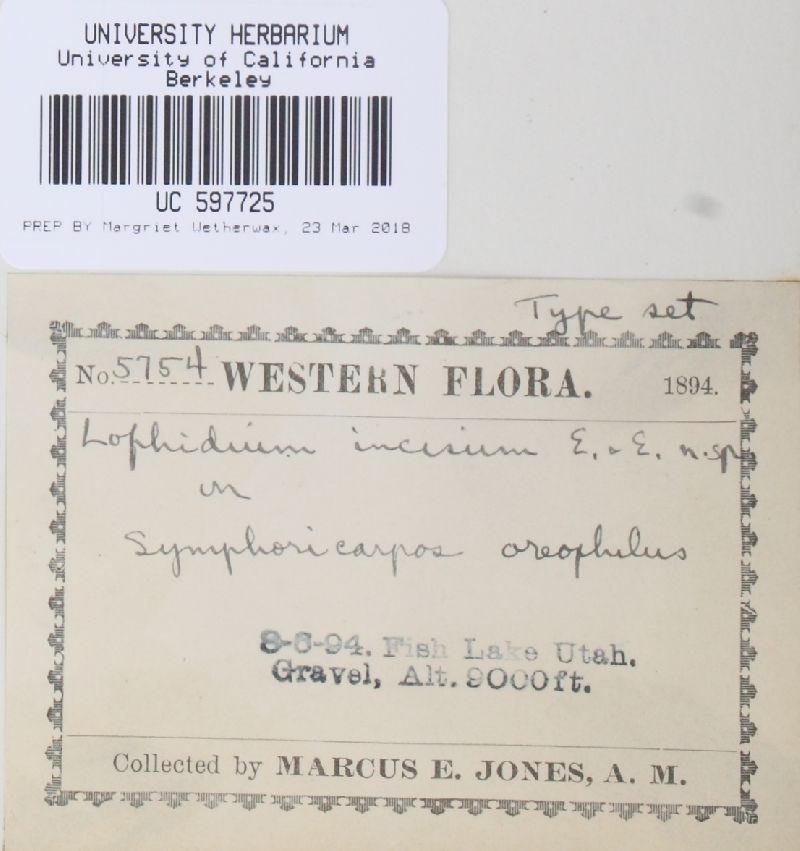 UNIVERSITY HERBARIUM
University of California
Berkeley
UC 597725
PREP BY Margriet Wetherwax, 23 Mar 2018
Type set
No. 5754 WESTERN FLORA. 1894.
Lophidium incisum E. & E. n.sp
on
Symphoricarpos oreophilus
8-6-94. Fish Lake Utah.
Gravel, Alt. 9000ft.
Collected by MARCUS E. JONES, A. M.